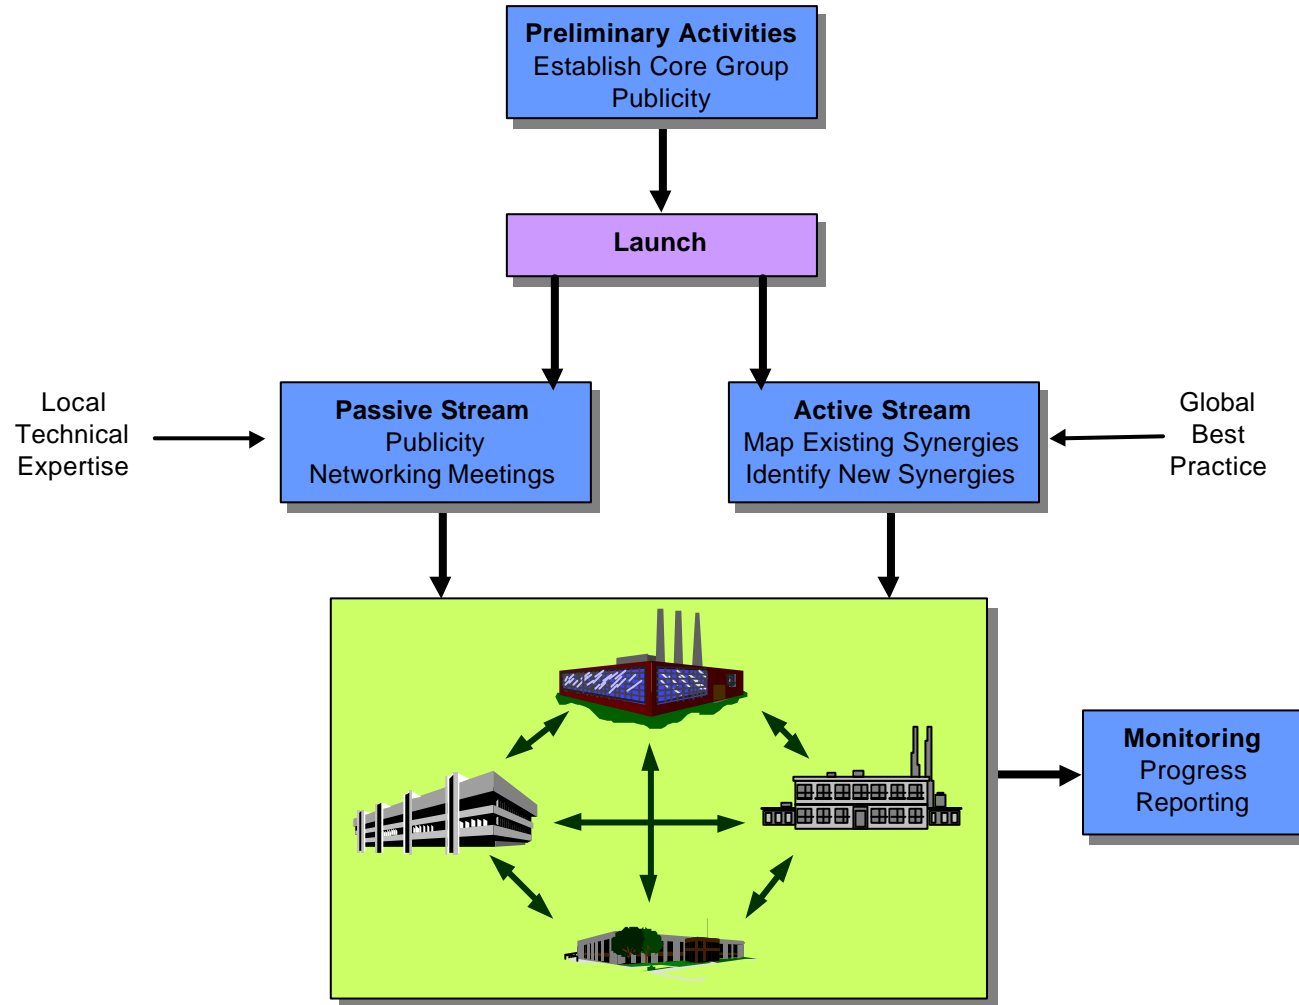 Preliminary Activities
Establish Core Group
Publicity
Launch
Local
Technical
Expertise
Passive Stream
Publicity
Networking Meetings
Active Stream
Map Existing Synergies
Identify New Synergies
Global
Best
Practice
Monitoring
Progress
Reporting